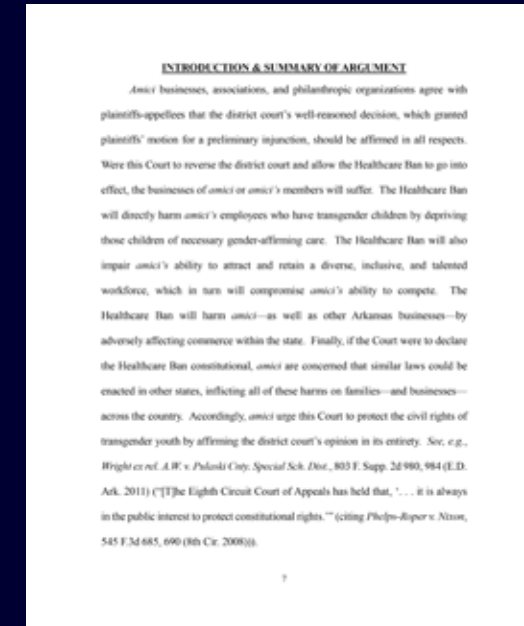 INTRODUCTION & SUMMARY OF ARGUMENT
Amici businesses, associations, and philanthropic organizations agree with
plaintiffs-appellees that the district court's well-reasoned decision, which granted
plaintiffs' motion for a preliminary injunction, should be affirmed in all respects.
Were this Court to reverse the district court and allow the Healthcare Ban to go into
effect, the businesses of amici or amici's members will suffer. The Healthcare Ban
will directly harm amici's employees who have transgender children by depriving
those children of necessary gender-affirming care. The Healthcare Ban will also
impair amici's ability to attract and retain a diverse, inclusive, and talented
workforce, which in turn will compromise amici's ability to compete. The
Healthcare Ban will harm amici—as well as other Arkansas businesses—by
adversely affecting commerce within the state. Finally, if the Court were to declare
the Healthcare Ban constitutional, amici are concerned that similar laws could be
enacted in other states, inflicting all of these harms on families—and businesses—
across the country. Accordingly, amici urge this Court to protect the civil rights of
transgender youth by affirming the district court's opinion in its entirety. See, e.g.,
Wright ex rel. A.W. v. Pulaski Cnty. Special Sch. Dist., 803 F. Supp. 2d 980, 984 (E.D.
Ark. 2011) ("[T]he Eighth Circuit Court of Appeals has held that, '. . . it is always
in the public interest to protect constitutional rights.'" (citing Phelps-Roper v. Nixon,
545 F.3d 685, 690 (8th Cir. 2008))).